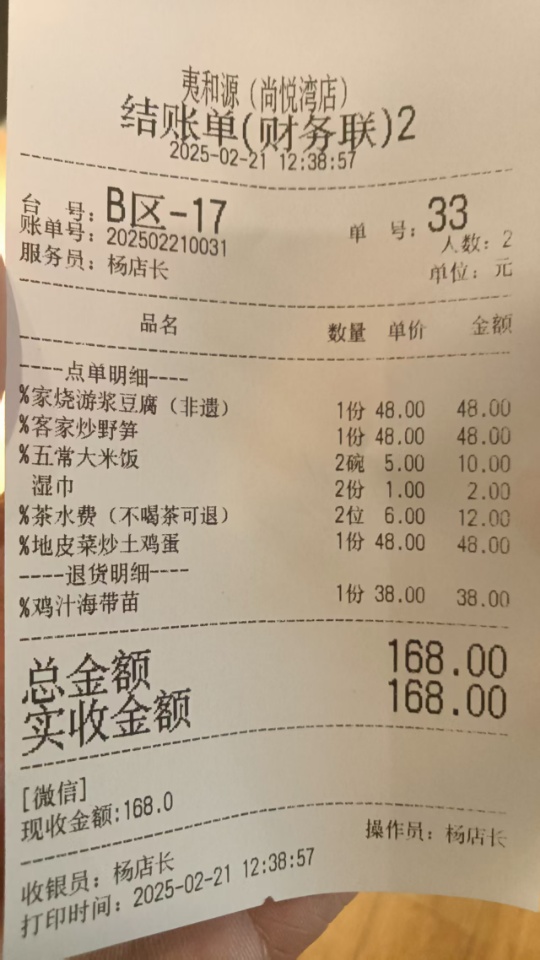 夷和源（尚悦湾店）
结账单(财务联)2
2025-02-21 12:38:57
台 号：B区-17 单 号：33
账单号：202502210031 人数：2
服务员：杨店长 单位：元
品名 数量 单价 金额
----点单明细----
%家烧游浆豆腐（非遗） 1份 48.00 48.00
%客家炒野笋 1份 48.00 48.00
%五常大米饭 2碗 5.00 10.00
湿巾 2份 1.00 2.00
%茶水费（不喝茶可退） 2位 6.00 12.00
%地皮菜炒土鸡蛋 1份 48.00 48.00
----退货明细----
%鸡汁海带苗 1份 38.00 38.00
总金额 168.00
实收金额 168.00
[微信]
现收金额:168.0
操作员：杨店长
收银员：杨店长
打印时间：2025-02-21 12:38:57